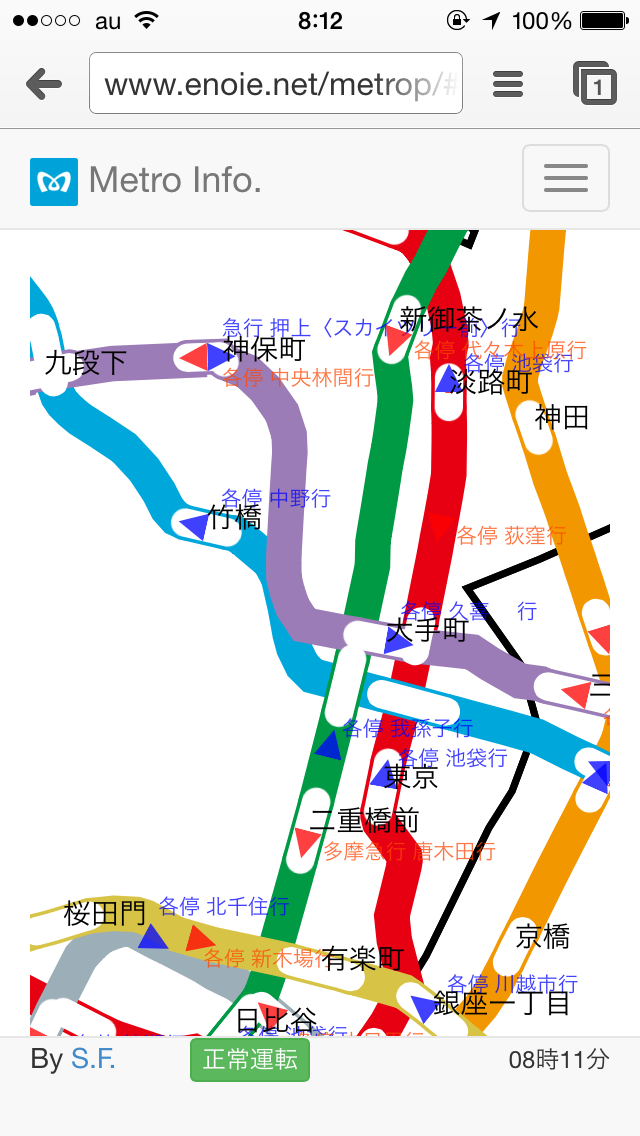 au 8:12 100%
www.enoie.net/metrop/#
1
Metro Info.
新御茶ノ水
急行 押上〈スカイツリー前〉行
神保町
各停 代々木上原行
九段下
各停 池袋行
各停 中央林間行
淡路町
神田
各停 中野行
竹橋
各停 荻窪行
各停 久喜 行
大手町
三
各停 我孫子行
各停 池袋行
東京
二重橋前
多摩急行 唐木田行
桜田門
各停 北千住行
京橋
各停 新木場行
有楽町
各停 川越市行
銀座一丁目
日比谷
By S.F.
正常運転
08時11分